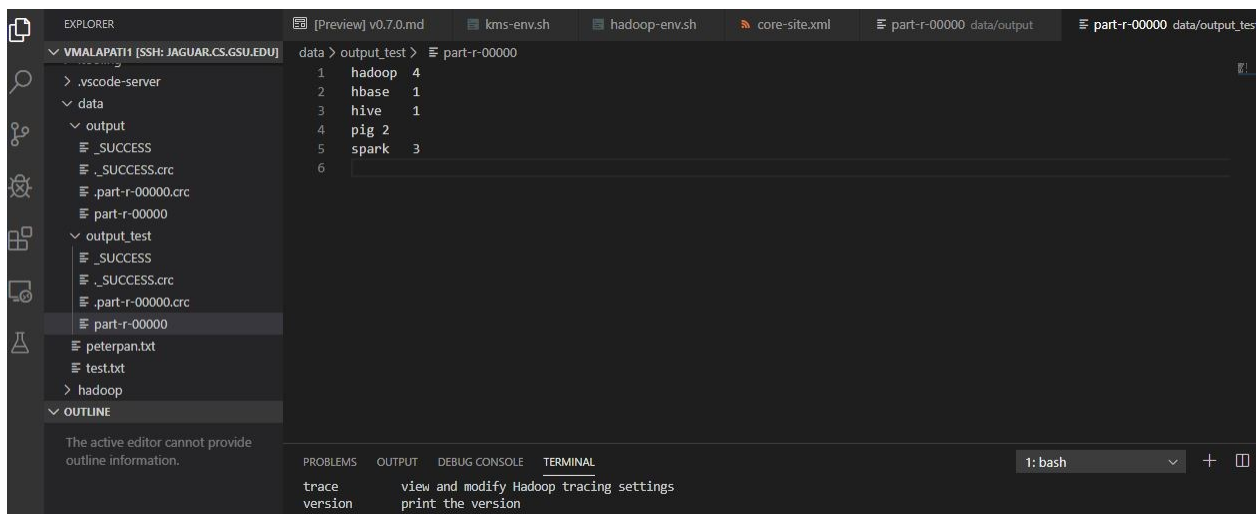 EXPLORER
VMALAPATI1 [SSH: JAGUAR.CS.GSU.EDU]
.vscode-server
data
output
_SUCCESS
._SUCCESS.crc
.part-r-00000.crc
part-r-00000
output_test
_SUCCESS
._SUCCESS.crc
.part-r-00000.crc
part-r-00000
peterpan.txt
test.txt
hadoop
OUTLINE
The active editor cannot provide
outline information.
[Preview] v0.7.0.md kms-env.sh hadoop-env.sh core-site.xml part-r-00000 data/output part-r-00000 data/output_tes
data > output_test > part-r-00000
1 hadoop 4
2 hbase 1
3 hive 1
4 pig 2
5 spark 3
6
PROBLEMS OUTPUT DEBUG CONSOLE TERMINAL 1: bash
trace view and modify Hadoop tracing settings
version print the version